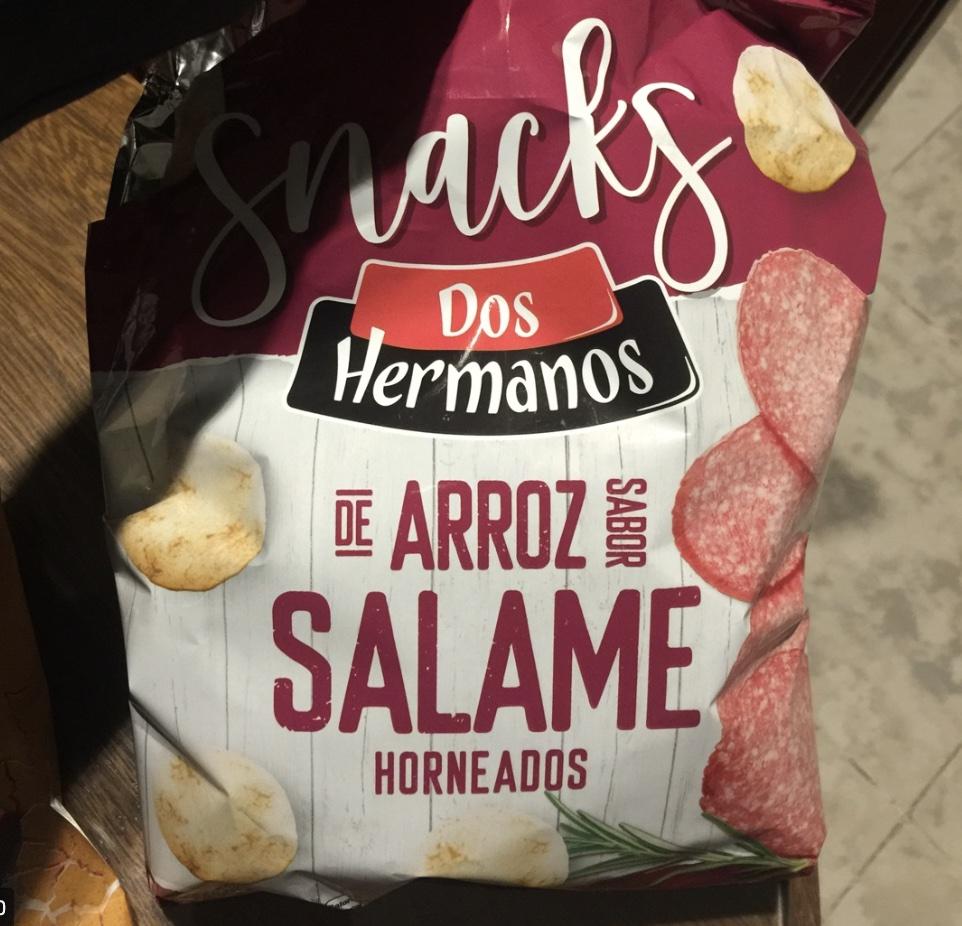 snacks
Dos
Hermanos
DE ARROZ SABOR
SALAME
HORNEADOS